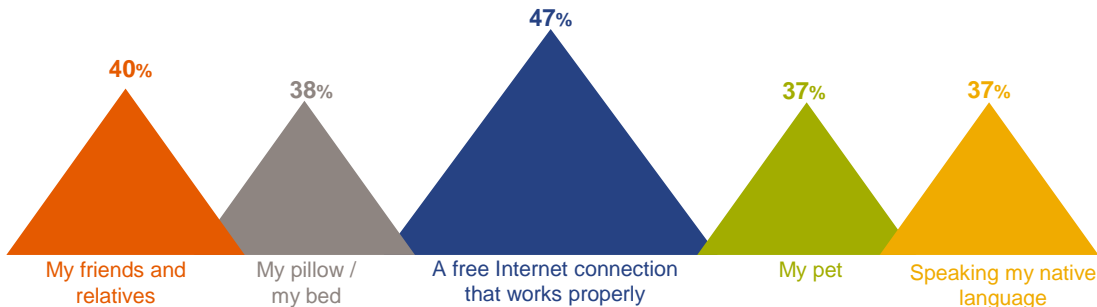 47%
40%
38%
37%
37%
My friends and
relatives
My pillow /
my bed
A free Internet connection
that works properly
My pet
Speaking my native
language